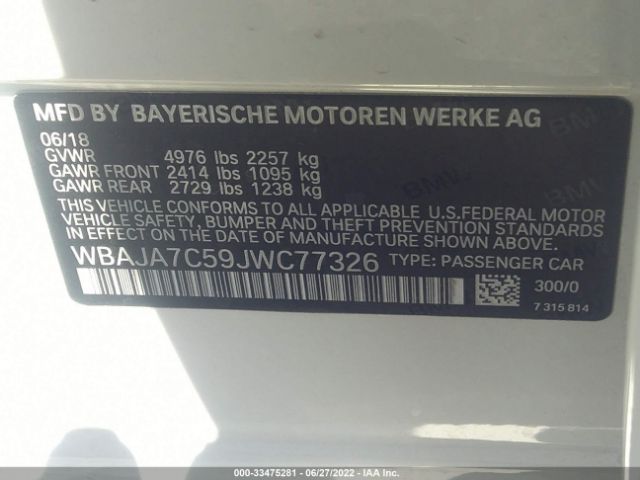 MFD BY BAYERISCHE MOTOREN WERKE AG
06/18
GVWR 4976 lbs 2257 kg
GAWR FRONT 2414 lbs 1095 kg
GAWR REAR 2729 lbs 1238 kg
THIS VEHICLE CONFORMS TO ALL APPLICABLE U.S.FEDERAL MOTOR
VEHICLE SAFETY, BUMPER AND THEFT PREVENTION STANDARDS
IN EFFECT ON THE DATE OF MANUFACTURE SHOWN ABOVE.
WBAJA7C59JWC77326 TYPE: PASSENGER CAR
300/0
7 315 814
BMW
BMW
000-33475281 - 06/27/2022 - IAA Inc.